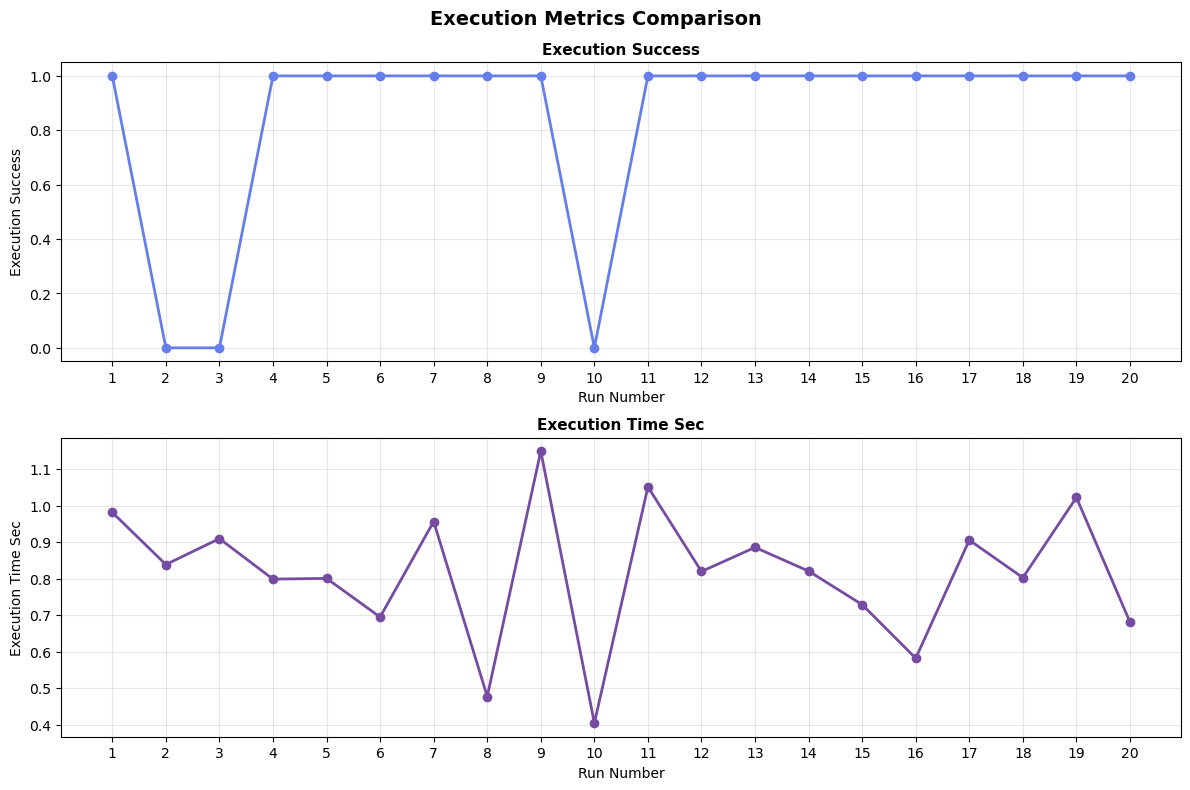 Execution Metrics Comparison
Execution Success
Execution Success
1.0
0.8
0.6
0.4
0.2
0.0
1 2 3 4 5 6 7 8 9 10 11 12 13 14 15 16 17 18 19 20
Run Number
Execution Time Sec
Execution Time Sec
1.1
1.0
0.9
0.8
0.7
0.6
0.5
0.4
1 2 3 4 5 6 7 8 9 10 11 12 13 14 15 16 17 18 19 20
Run Number